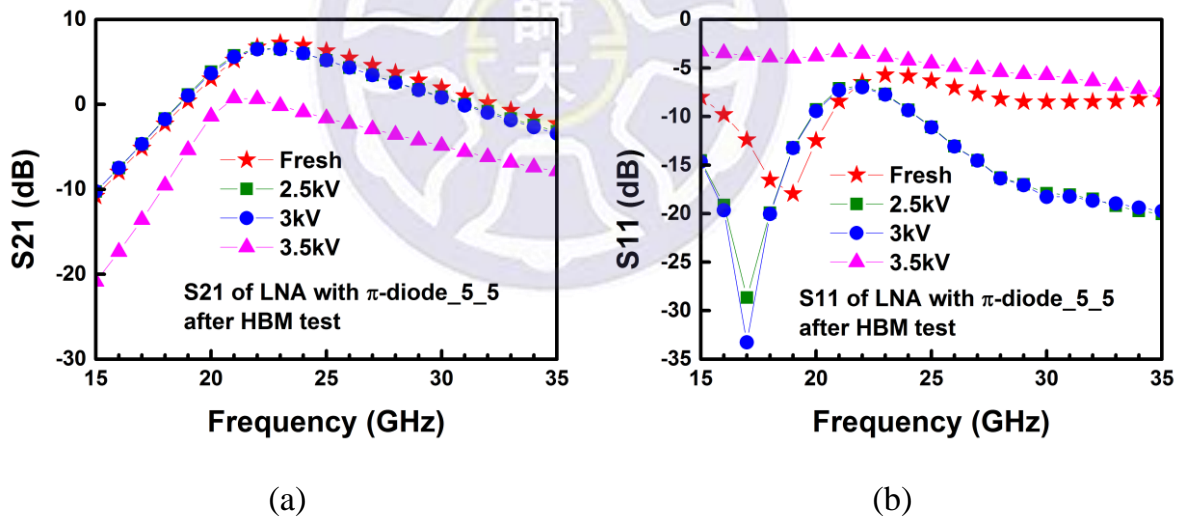 師
大
S21 (dB)
10
0
-10
-20
-30
Fresh
2.5kV
3kV
3.5kV
S21 of LNA with π-diode_5_5
after HBM test
15 20 25 30 35
Frequency (GHz)
(a)
S11 (dB)
0
-5
-10
-15
-20
-25
-30
-35
Fresh
2.5kV
3kV
3.5kV
S11 of LNA with π-diode_5_5
after HBM test
15 20 25 30 35
Frequency (GHz)
(b)